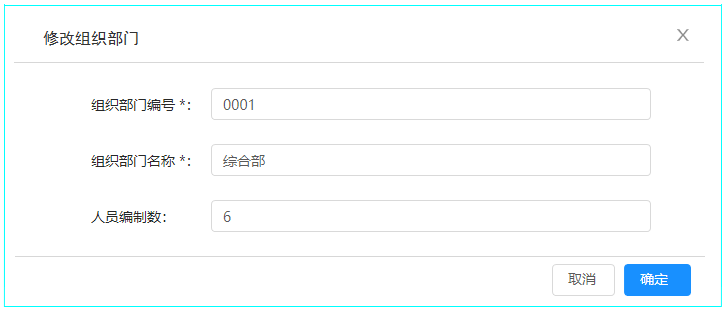 修改组织部门
组织部门编号 *： 0001
组织部门名称 *： 综合部
人员编制数： 6
取消 确定